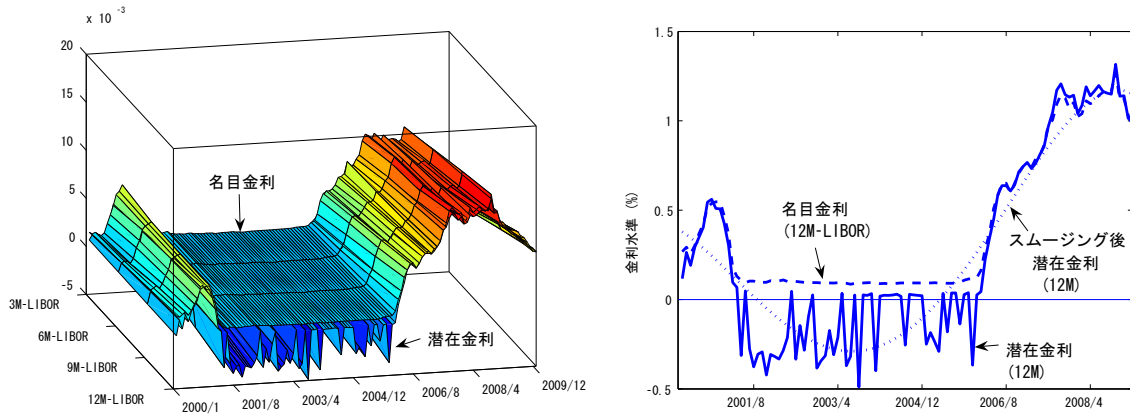 x 10 -3
20
15
10
5
0
-5
名目金利
潜在金利
3M-LIBOR
6M-LIBOR
9M-LIBOR
12M-LIBOR
2000/1
2001/8
2003/4
2004/12
2006/8
2008/4
2009/12
1.5
1
0.5
0
-0.5
金利水準 (%)
名目金利
(12M-LIBOR)
スムージング後
潜在金利
(12M)
潜在金利
(12M)
2001/8
2003/4
2004/12
2006/8
2008/4